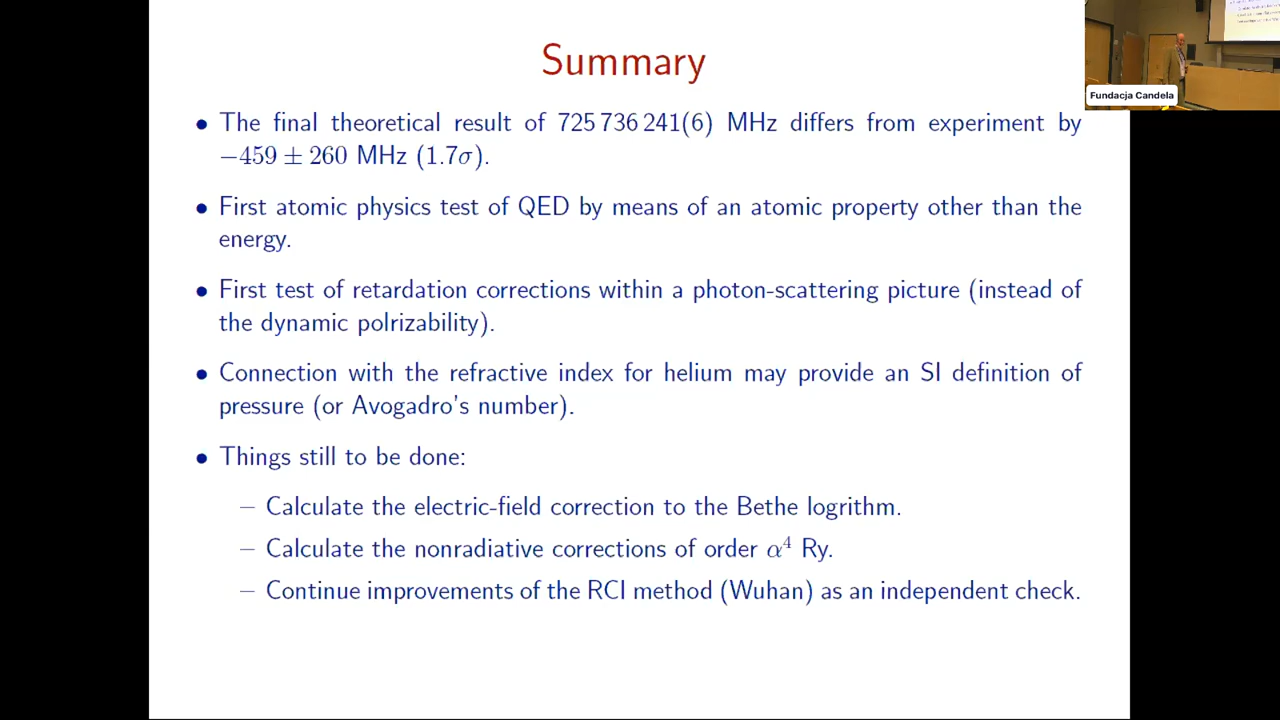 Summary
• The final theoretical result of 725 736 241(6) MHz differs from experiment by
−459 ± 260 MHz (1.7σ).
• First atomic physics test of QED by means of an atomic property other than the
energy.
• First test of retardation corrections within a photon-scattering picture (instead of
the dynamic polrizability).
• Connection with the refractive index for helium may provide an SI definition of
pressure (or Avogadro's number).
• Things still to be done:
– Calculate the electric-field correction to the Bethe logrithm.
– Calculate the nonradiative corrections of order α⁴ Ry.
– Continue improvements of the RCI method (Wuhan) as an independent check.
Fundacja Candela